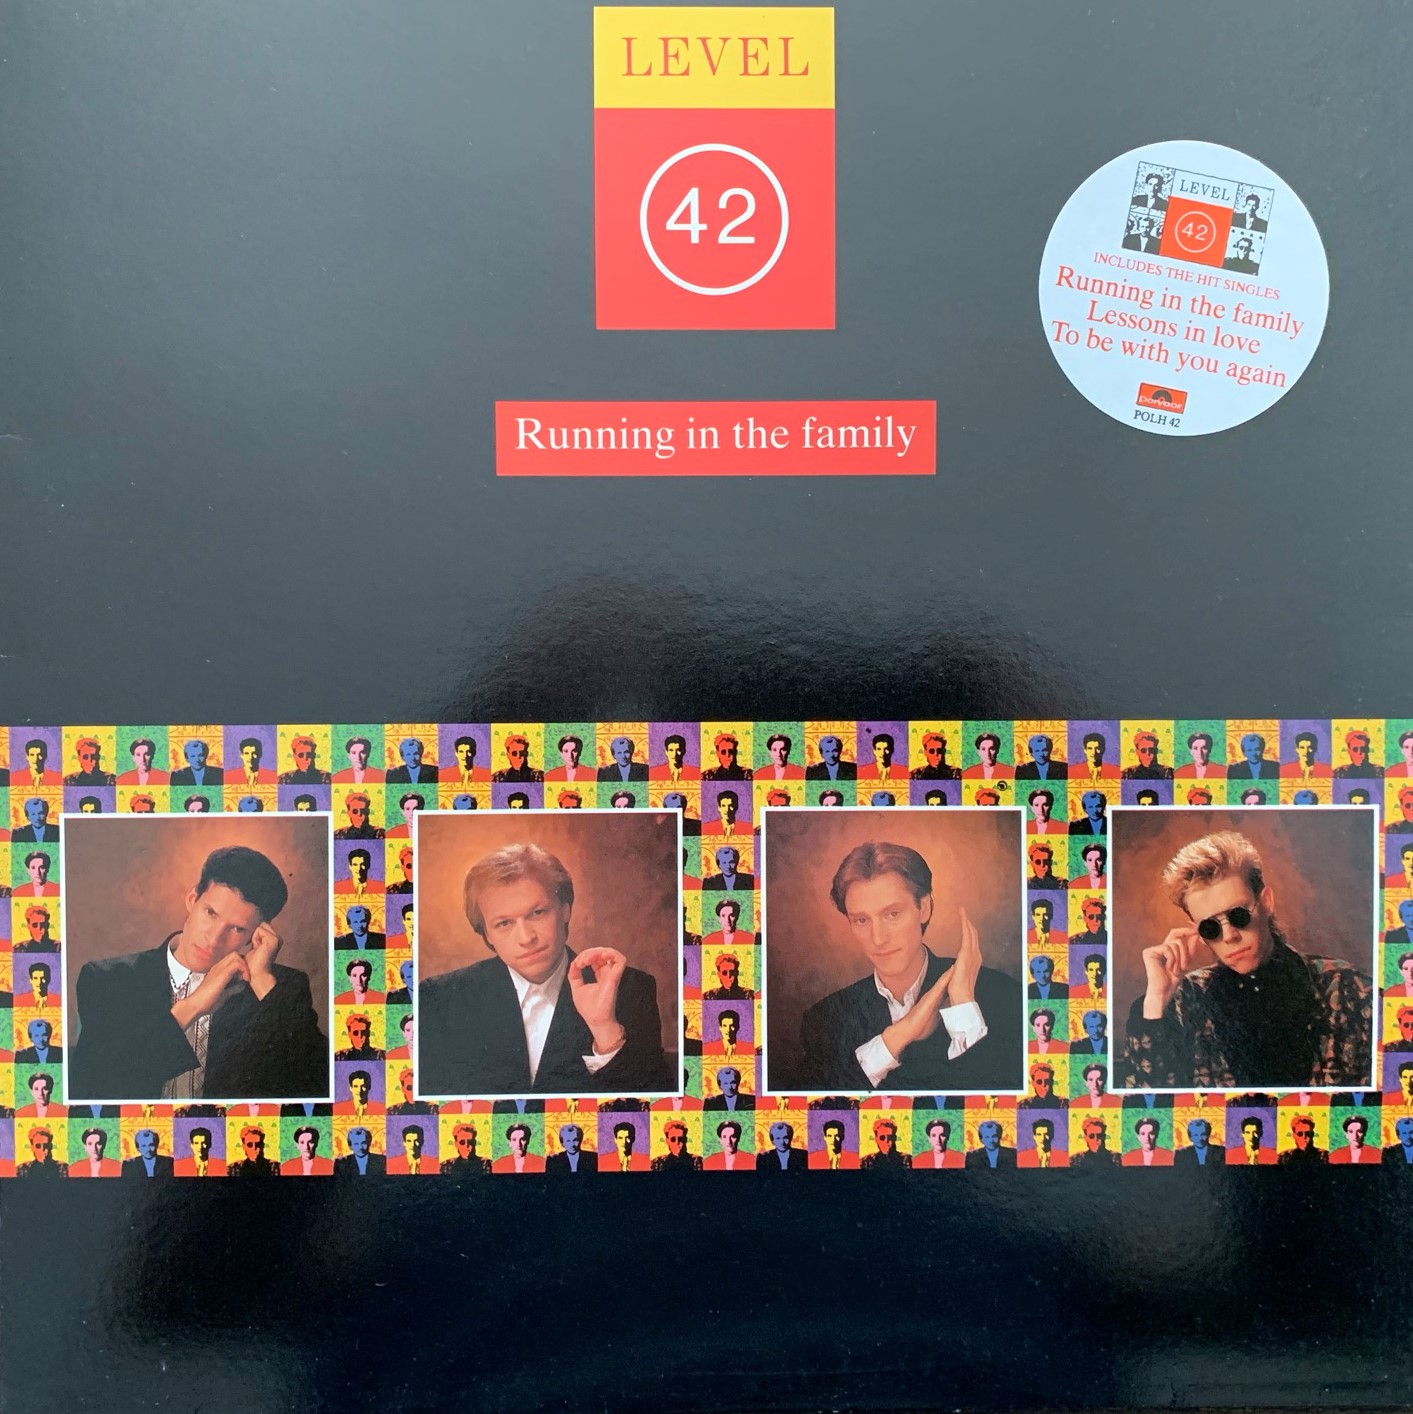 LEVEL
42
Running in the family
LEVEL
42
INCLUDES THE HIT SINGLES
Running in the family
Lessons in love
To be with you again
Polydor
POLH 42